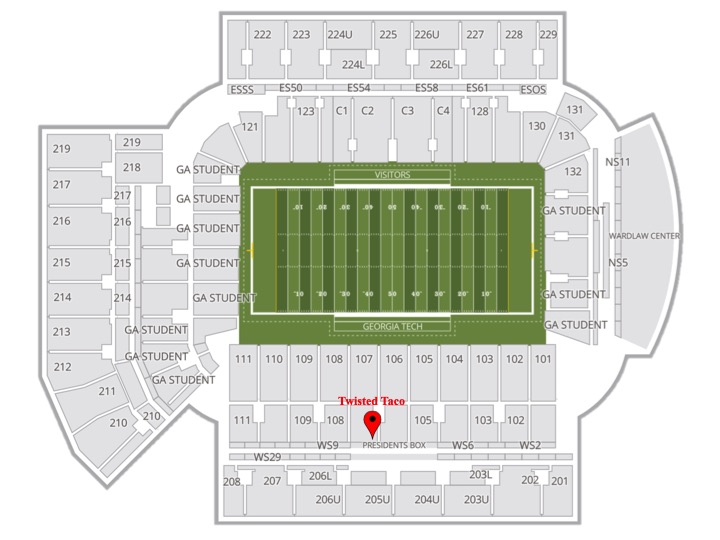 222 223 224U 225 226U 227 228 229
224L 226L
ESSS ES50 ES54 ES58 ES61 ESOS
121 123 C1 C2 C3 C4 128 130 131
131
219 219
218
217 217
216 216
215 215
214 214
213
212
211
210 210
GA STUDENT
GA STUDENT
GA STUDENT
GA STUDENT
GA STUDENT
GA STUDENT
GA STUDENT
GA STUDENT
132
NS11
GA STUDENT
WARDLAW CENTER
NS5
GA STUDENT
GA STUDENT
VISITORS
10 20 30 40 50 40 30 20 10
10 20 30 40 50 40 30 20 10
GEORGIA TECH
111 110 109 108 107 106 105 104 103 102 101
Twisted Taco
111 109 108 105 103 102
WS9 PRESIDENTS BOX WS6 WS2
WS29
208 207 206L 203L 202 201
206U 205U 204U 203U